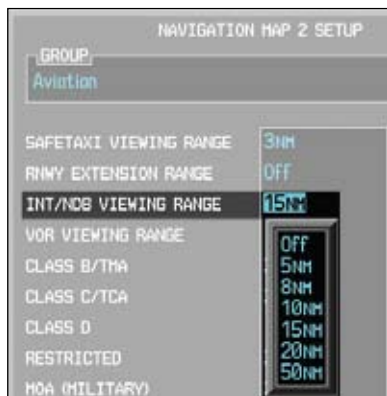 NAVIGATION MAP 2 SETUP
GROUP
Aviation
SAFETAXI VIEWING RANGE 3NM
RNWY EXTENSION RANGE Off
INT/NDB VIEWING RANGE 15NM
VOR VIEWING RANGE
Off
CLASS B/TMA
5NM
8NM
CLASS C/TCA
10NM
CLASS D
15NM
20NM
RESTRICTED
50NM
MOA (MILITARY)